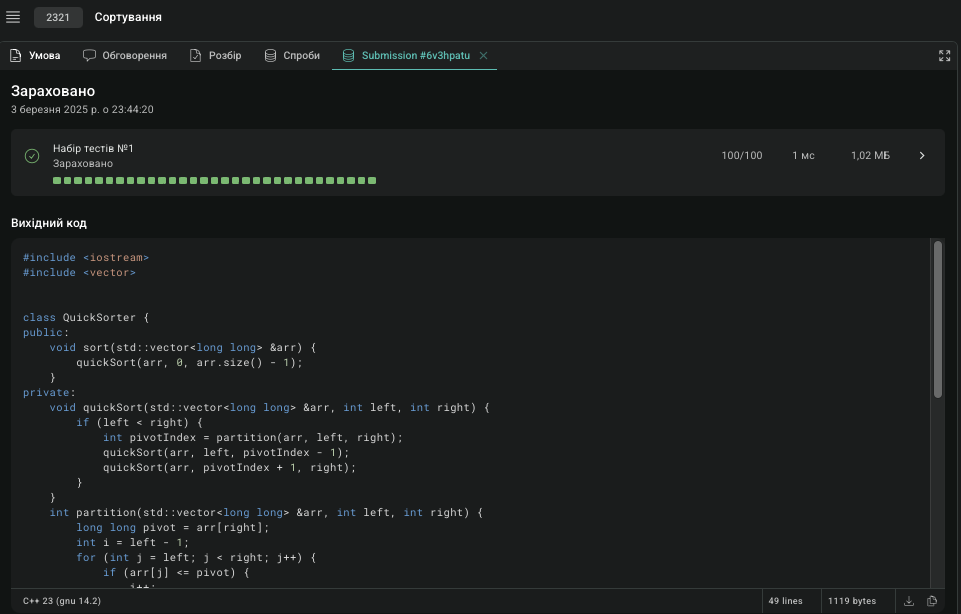 2321 Сортування
Умова Обговорення Розбір Спроби Submission #6v3hpatu
Зараховано
3 березня 2025 р. о 23:44:20
Набір тестів №1
Зараховано
100/100 1 мс 1,02 МБ
Вихідний код
#include <iostream>
#include <vector>
class QuickSorter {
public:
    void sort(std::vector<long long> &arr) {
        quickSort(arr, 0, arr.size() - 1);
    }
private:
    void quickSort(std::vector<long long> &arr, int left, int right) {
        if (left < right) {
            int pivotIndex = partition(arr, left, right);
            quickSort(arr, left, pivotIndex - 1);
            quickSort(arr, pivotIndex + 1, right);
        }
    }
    int partition(std::vector<long long> &arr, int left, int right) {
        long long pivot = arr[right];
        int i = left - 1;
        for (int j = left; j < right; j++) {
            if (arr[j] <= pivot) {
                i++;
C++ 23 (gnu 14.2) 49 lines 1119 bytes